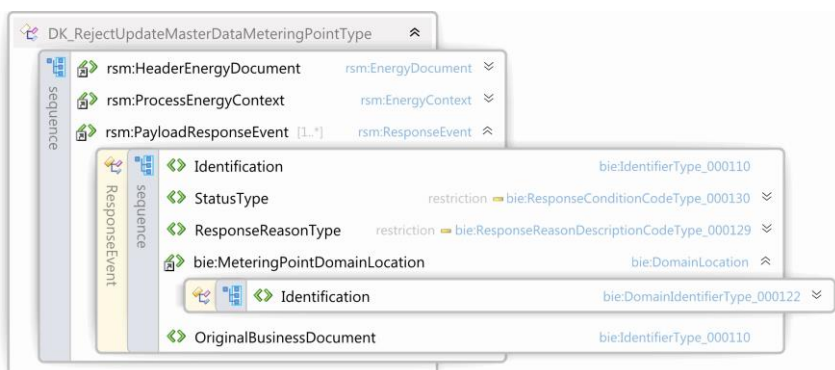 DK_RejectUpdateMasterDataMeteringPointType
sequence
rsm:HeaderEnergyDocument rsm:EnergyDocument
rsm:ProcessEnergyContext rsm:EnergyContext
rsm:PayloadResponseEvent [1..*] rsm:ResponseEvent
ResponseEvent
sequence
Identification bie:IdentifierType_000110
StatusType restriction bie:ResponseConditionCodeType_000130
ResponseReasonType restriction bie:ResponseReasonDescriptionCodeType_000129
bie:MeteringPointDomainLocation bie:DomainLocation
Identification bie:DomainIdentifierType_000122
OriginalBusinessDocument bie:IdentifierType_000110